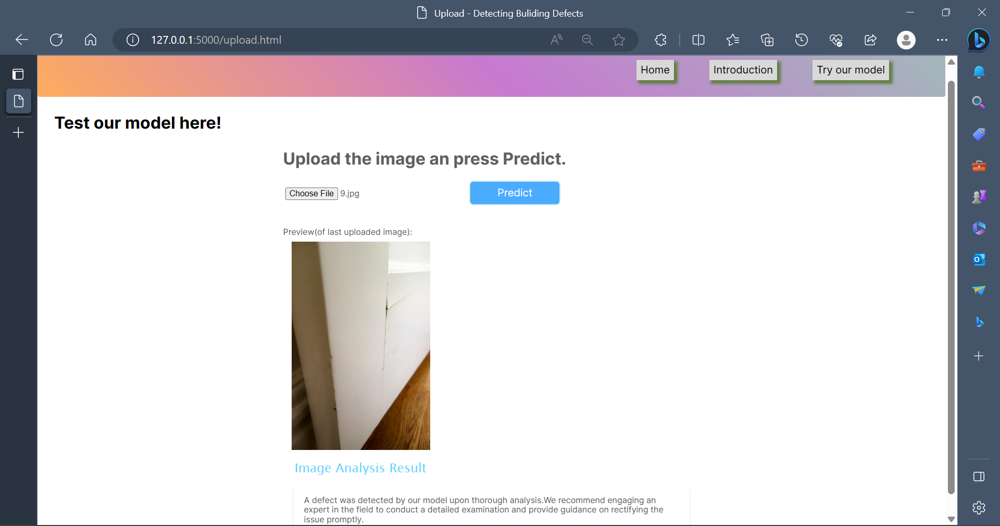 Upload - Detecting Buliding Defects
127.0.0.1:5000/upload.html
Home
Introduction
Try our model
Test our model here!
Upload the image an press Predict.
Choose File 9.jpg
Predict
Preview(of last uploaded image):
Image Analysis Result
A defect was detected by our model upon thorough analysis.We recommend engaging an
expert in the field to conduct a detailed examination and provide guidance on rectifying the
issue promptly.